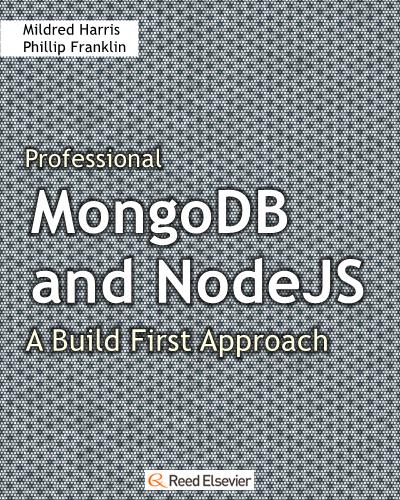 Mildred Harris
Phillip Franklin
Professional
MongoDB
and NodeJS
A Build First Approach
Reed Elsevier